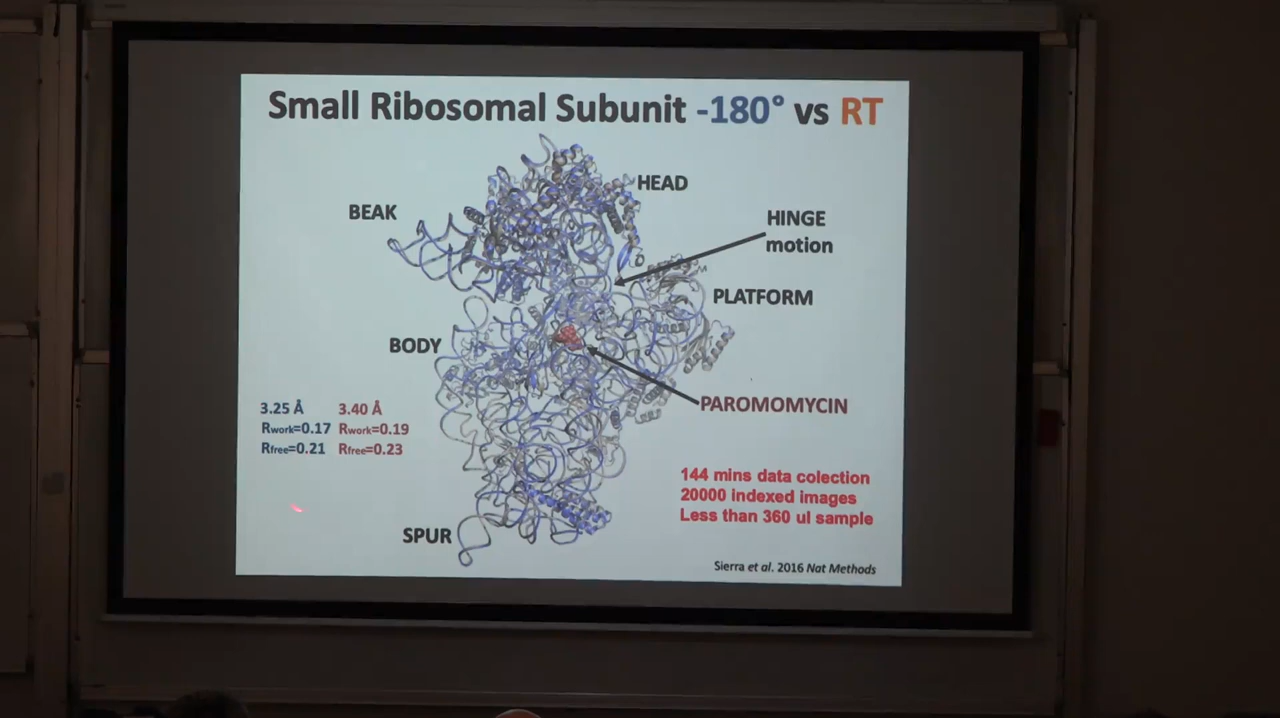 Small Ribosomal Subunit -180° vs RT
HEAD
BEAK
HINGE
motion
PLATFORM
BODY
PAROMOMYCIN
3.25 Å 3.40 Å
Rwork=0.17 Rwork=0.19
Rfree=0.21 Rfree=0.23
144 mins data colection
20000 indexed images
Less than 360 ul sample
SPUR
Sierra et al. 2016 Nat Methods